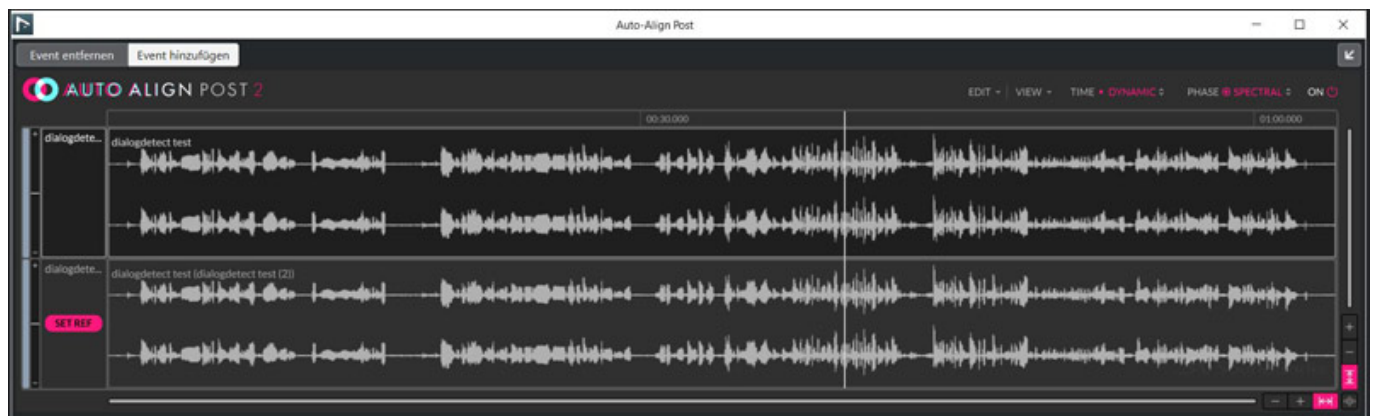 Auto-Align Post
Event entfernen Event hinzufügen
AUTO ALIGN POST 2 EDIT VIEW TIME • DYNAMIC PHASE SPECTRAL ON
00:30.000 01:00.000
dialogdete... dialogdetect test
dialogdete... dialogdetect test (dialogdetect test (2))
SET REF